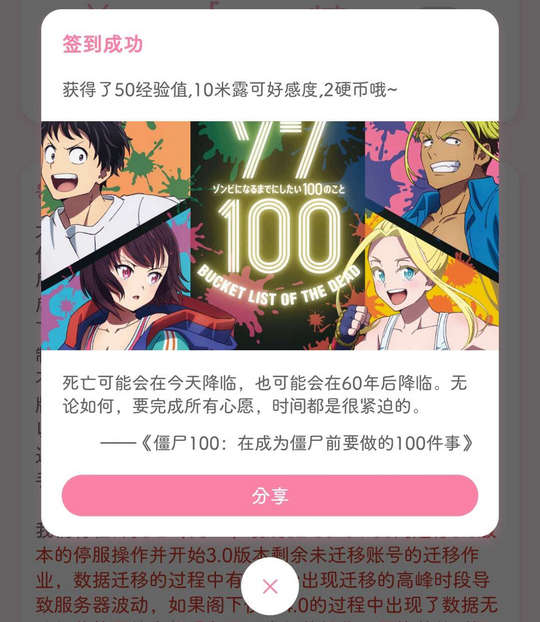 签到成功
获得了50经验值,10米露可好感度,2硬币哦~
ゾン
ゾンビになるまでにしたい100のこと
100
BUCKET LIST OF THE DEAD
死亡可能会在今天降临，也可能会在60年后降临。无
论如何，要完成所有心愿，时间都是很紧迫的。
——《僵尸100：在成为僵尸前要做的100件事》
分享
本的停服操作并开始3.0版本剩余未迁移账号的迁移作
业，数据迁移的过程中有
出现迁移的高峰时段导
致服务器波动，如果阁下
.0的过程中出现了数据无